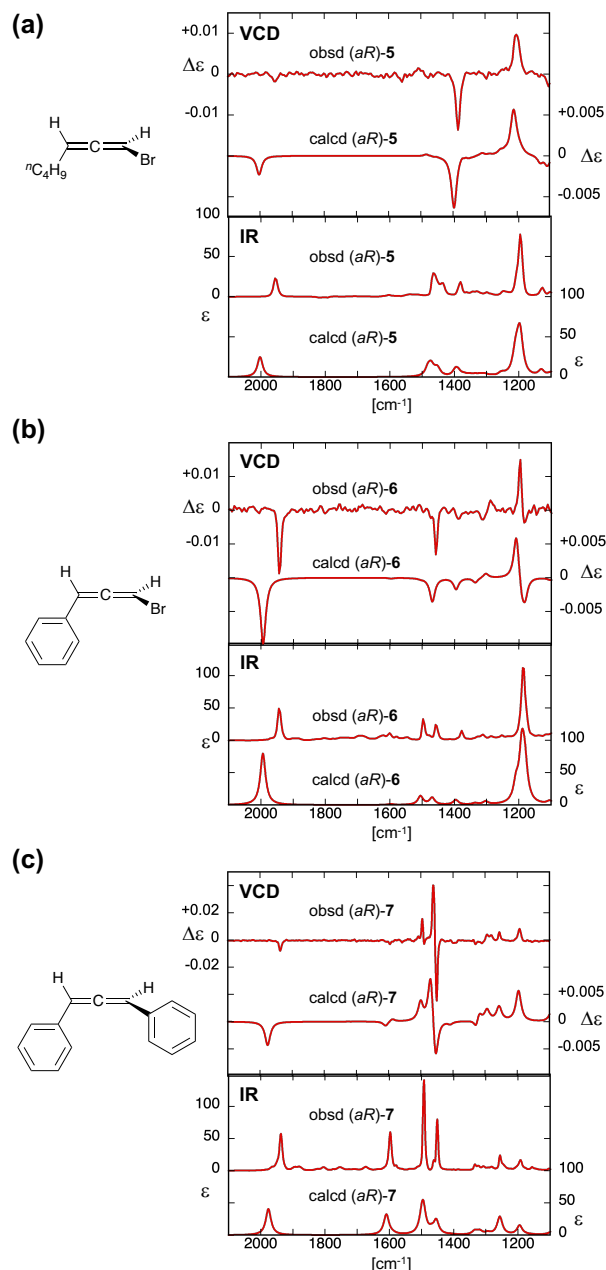 (a)
VCD
+0.01
Δε 0
-0.01
obsd (aR)-5
+0.005
0 Δε
-0.005
calcd (aR)-5
H H
C
Br
ⁿC₄H₉
IR
100
50
0
ε
obsd (aR)-5
100
50
0
ε
calcd (aR)-5
2000 1800 1600 1400 1200
[cm⁻¹]
(b)
VCD
+0.01
Δε 0
-0.01
obsd (aR)-6
+0.005
0 Δε
-0.005
calcd (aR)-6
H H
C
Br
IR
100
50
ε 0
obsd (aR)-6
100
50
0
ε
calcd (aR)-6
2000 1800 1600 1400 1200
[cm⁻¹]
(c)
VCD
+0.02
Δε 0
-0.02
obsd (aR)-7
+0.005
0 Δε
-0.005
calcd (aR)-7
H H
C
IR
100
50
0
ε
obsd (aR)-7
100
50
0
ε
calcd (aR)-7
2000 1800 1600 1400 1200
[cm⁻¹]